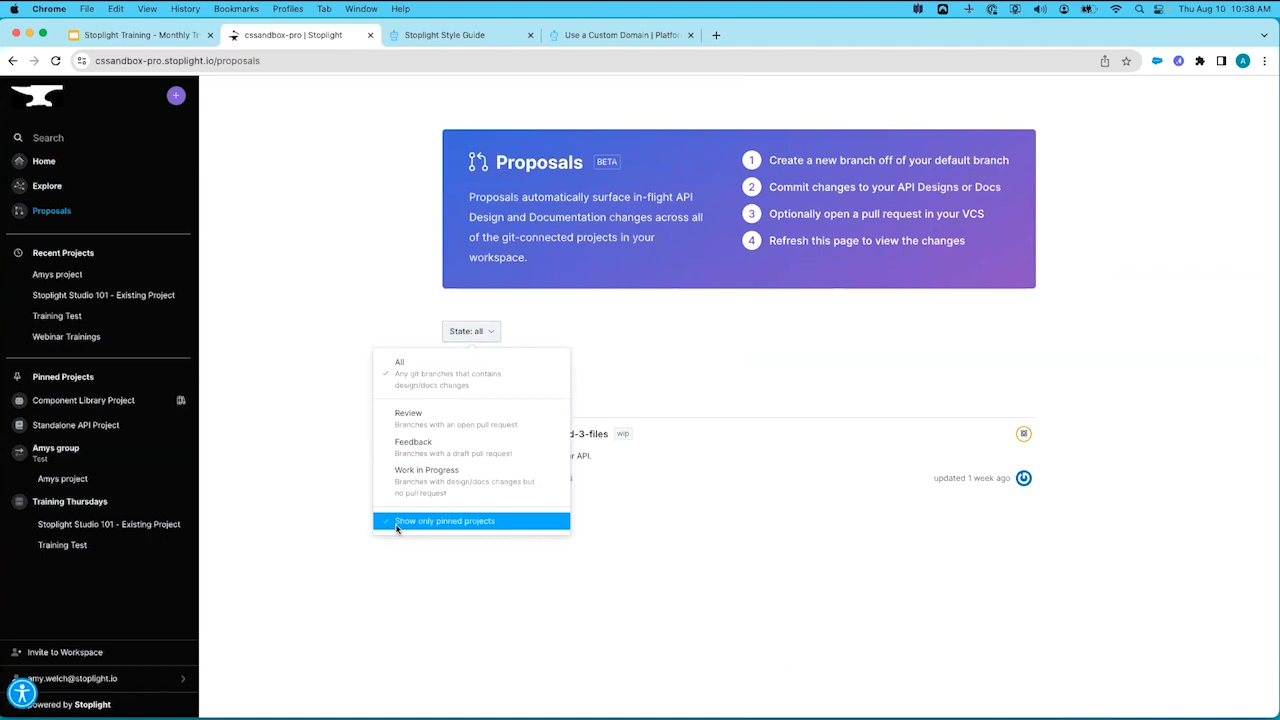 Chrome File Edit View History Bookmarks Profiles Tab Window Help Thu Aug 10 10:38 AM
Stoplight Training - Monthly Tr
cssandbox-pro | Stoplight
Stoplight Style Guide
Use a Custom Domain | Platfor
cssandbox-pro.stoplight.io/proposals
A
Search
Home
Explore
Proposals
Recent Projects
Amys project
Stoplight Studio 101 - Existing Project
Training Test
Webinar Trainings
Pinned Projects
Component Library Project
Standalone API Project
Amys group
Test
Amys project
Training Thursdays
Stoplight Studio 101 - Existing Project
Training Test
Invite to Workspace
amy.welch@stoplight.io
powered by Stoplight
Proposals BETA
Proposals automatically surface in-flight API
Design and Documentation changes across all
of the git-connected projects in your
workspace.
1 Create a new branch off of your default branch
2 Commit changes to your API Designs or Docs
3 Optionally open a pull request in your VCS
4 Refresh this page to view the changes
State: all
All
Any git branches that contains
design/docs changes
Review
Branches with an open pull request
Feedback
Branches with a draft pull request
Work in Progress
Branches with design/docs changes but
no pull request
Show only pinned projects
d-3-files wip
r API.
updated 1 week ago